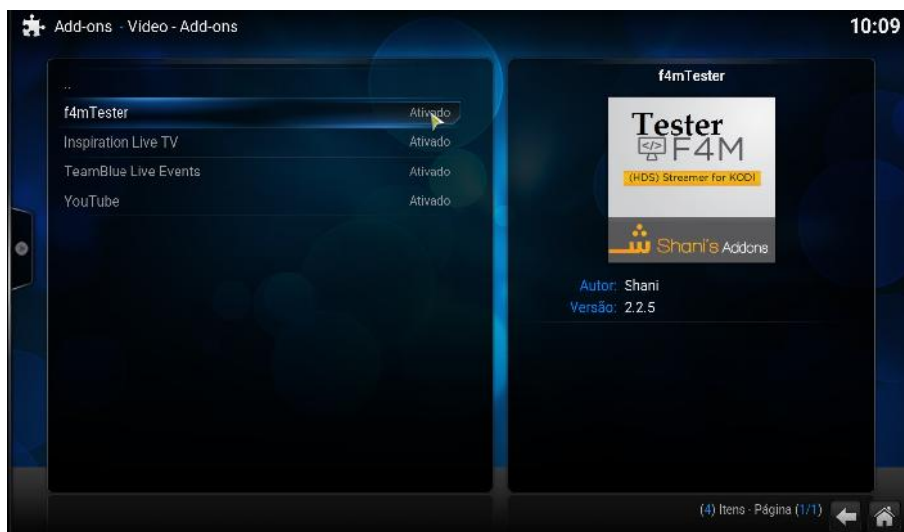 Add-ons - Video - Add-ons
10:09
..
f4mTester Ativado
Inspiration Live TV Ativado
TeamBlue Live Events Ativado
YouTube Ativado
f4mTester
Tester
</> F4M
(HDS) Streamer for KODI
ش Shani's Addons
Autor: Shani
Versão: 2.2.5
(4) Itens - Página (1/1)